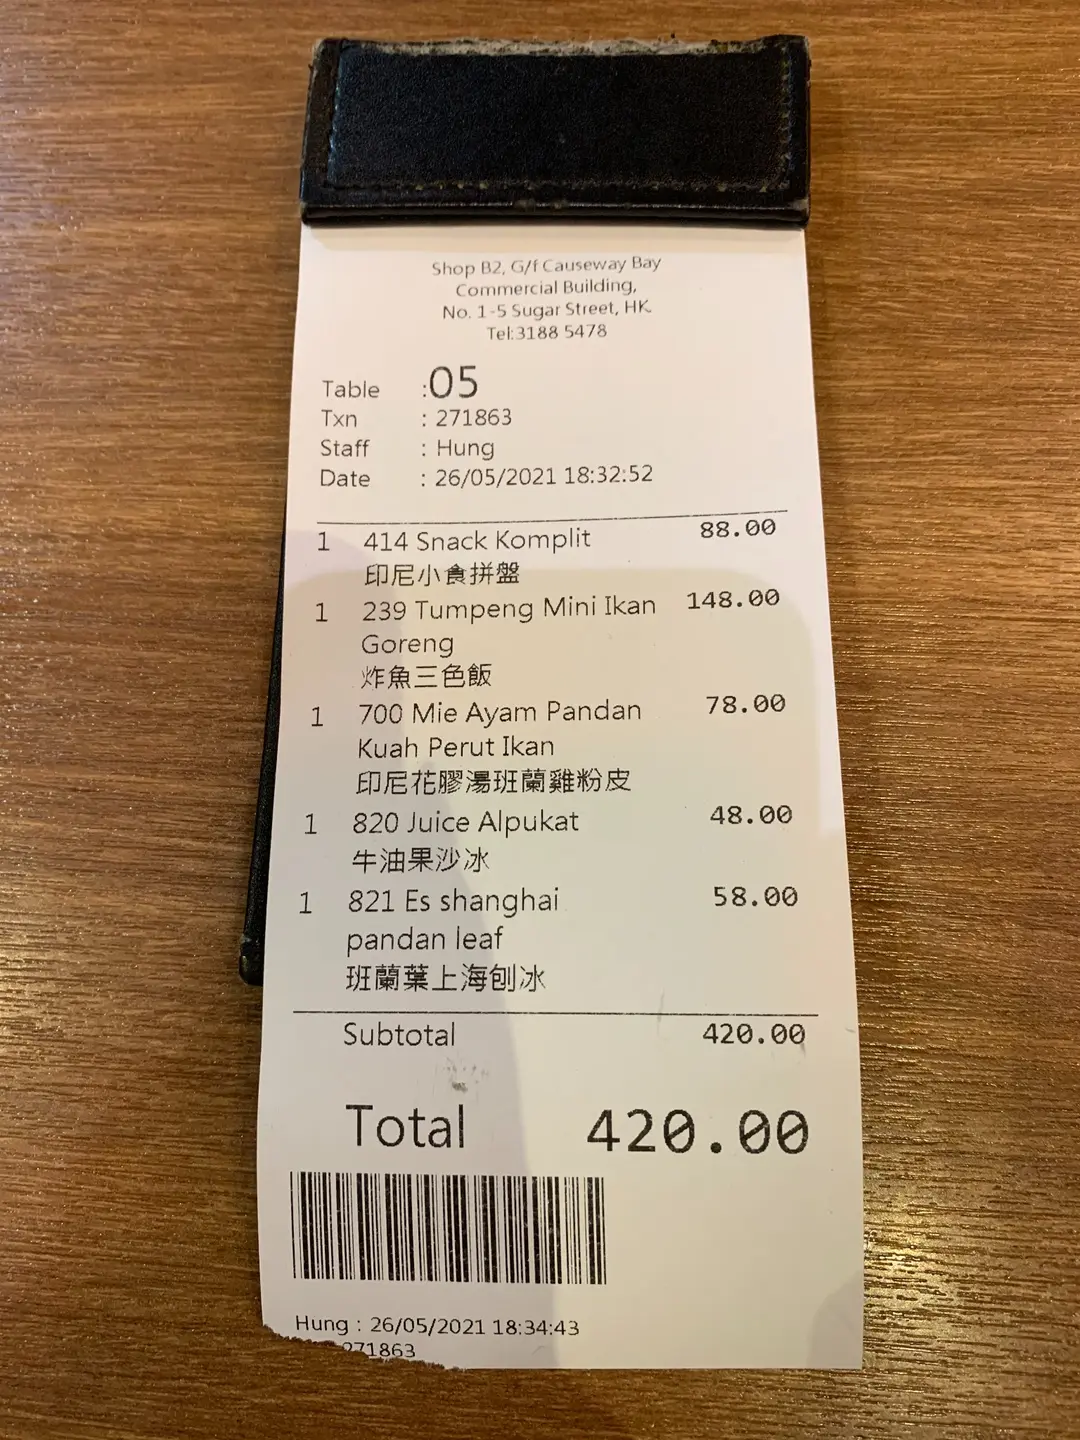 Shop B2, G/f Causeway Bay
Commercial Building,
No. 1-5 Sugar Street, HK.
Tel:3188 5478
Table :05
Txn : 271863
Staff : Hung
Date : 26/05/2021 18:32:52
1 414 Snack Komplit 88.00
印尼小食拼盤
1 239 Tumpeng Mini Ikan 148.00
Goreng
炸魚三色飯
1 700 Mie Ayam Pandan 78.00
Kuah Perut Ikan
印尼花膠湯班蘭雞粉皮
1 820 Juice Alpukat 48.00
牛油果沙冰
1 821 Es shanghai 58.00
pandan leaf
班蘭葉上海刨冰
Subtotal 420.00
Total 420.00
Hung : 26/05/2021 18:34:43
271863